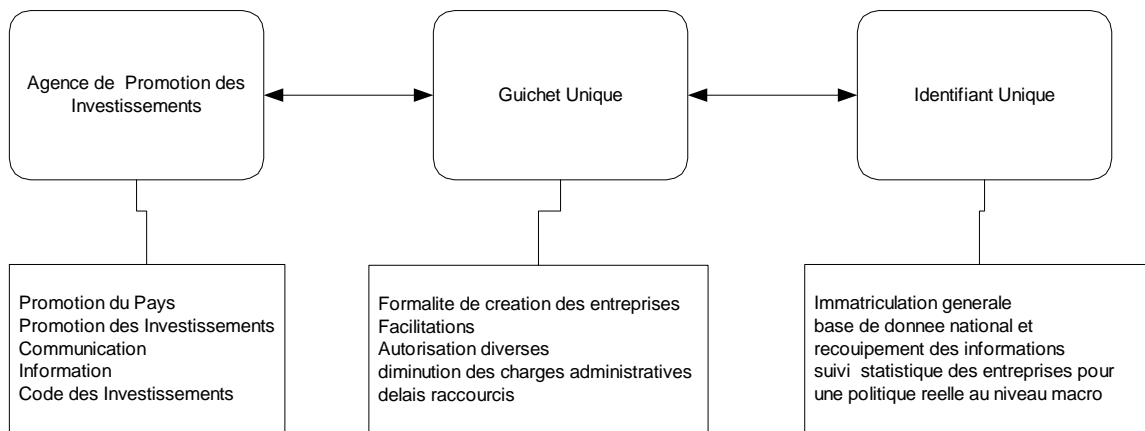 Agence de Promotion des
Investissements
Guichet Unique
Identifiant Unique
Promotion du Pays
Promotion des Investissements
Communication
Information
Code des Investissements
Formalite de creation des entreprises
Facilitations
Autorisation diverses
diminution des charges administratives
delais raccourcis
Immatriculation generale
base de donnee national et
recouipement des informations
suivi statistique des entreprises pour
une politique reelle au niveau macro